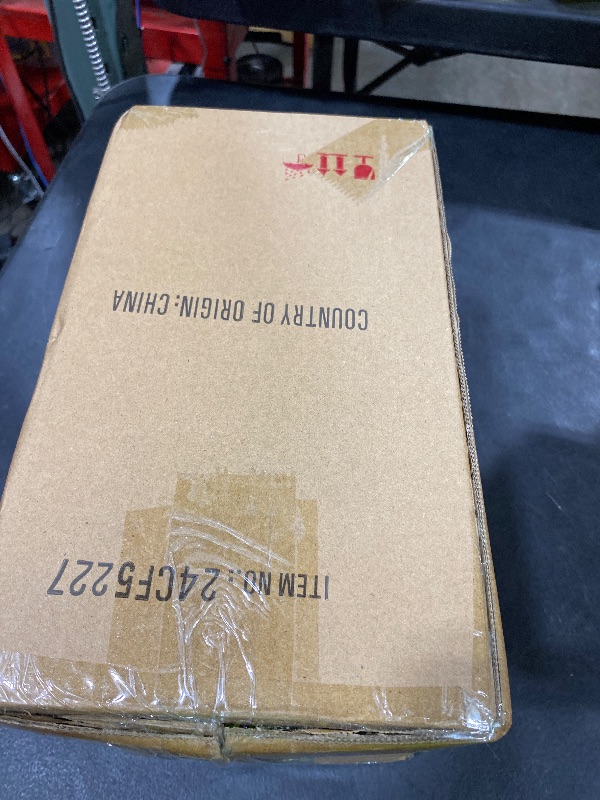 ITEM NO.: 24CF5227
COUNTRY OF ORIGIN: CHINA